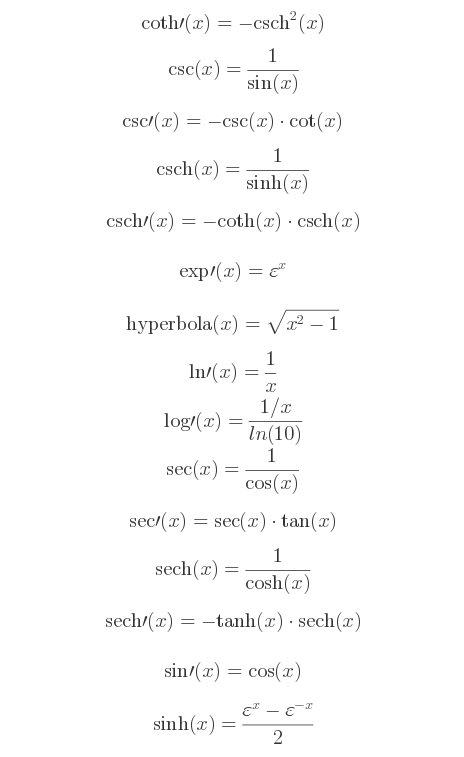 coth′(x) = −csch²(x)
csc(x) = 1/sin(x)
csc′(x) = −csc(x) · cot(x)
csch(x) = 1/sinh(x)
csch′(x) = −coth(x) · csch(x)
exp′(x) = εˣ
hyperbola(x) = √(x² − 1)
ln′(x) = 1/x
log′(x) = (1/x)/ln(10)
sec(x) = 1/cos(x)
sec′(x) = sec(x) · tan(x)
sech(x) = 1/cosh(x)
sech′(x) = −tanh(x) · sech(x)
sin′(x) = cos(x)
sinh(x) = (εˣ − ε⁻ˣ)/2